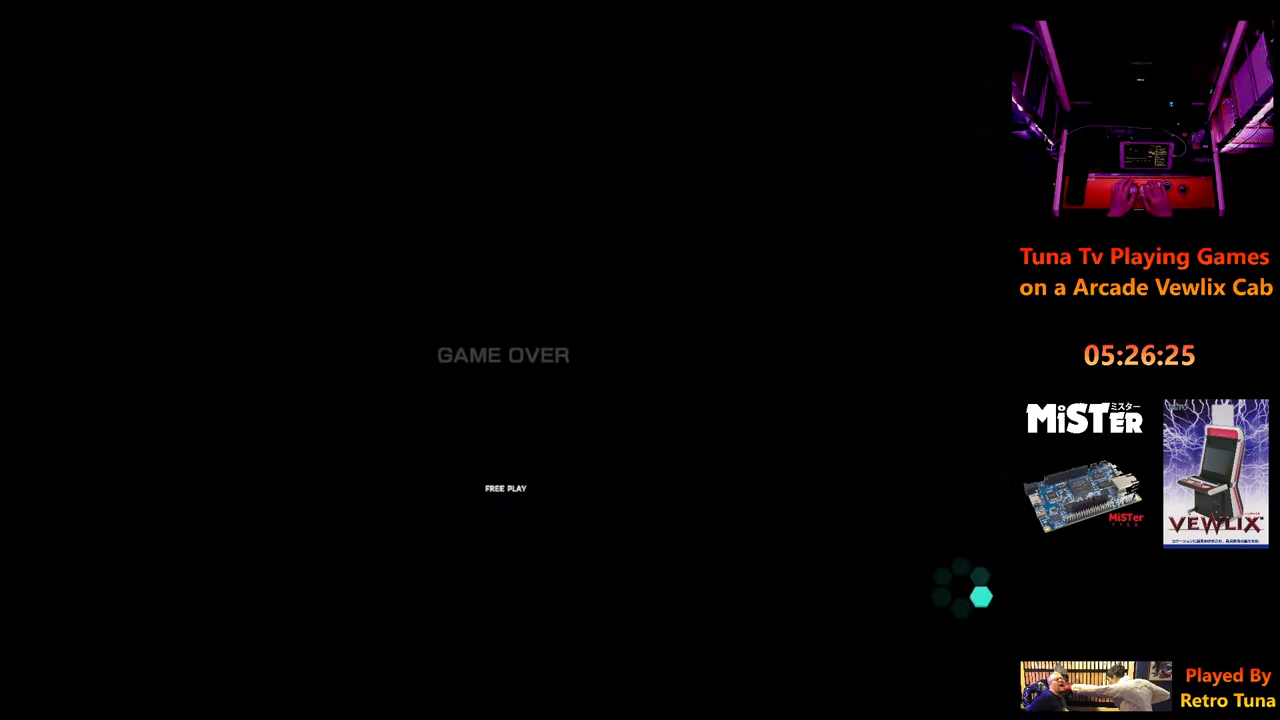 GAME OVER
FREE PLAY
Tuna Tv Playing Games
on a Arcade Vewlix Cab
05:26:25
ミスター
MiSTER
MiSTer
VEWLIX
Played By
Retro Tuna